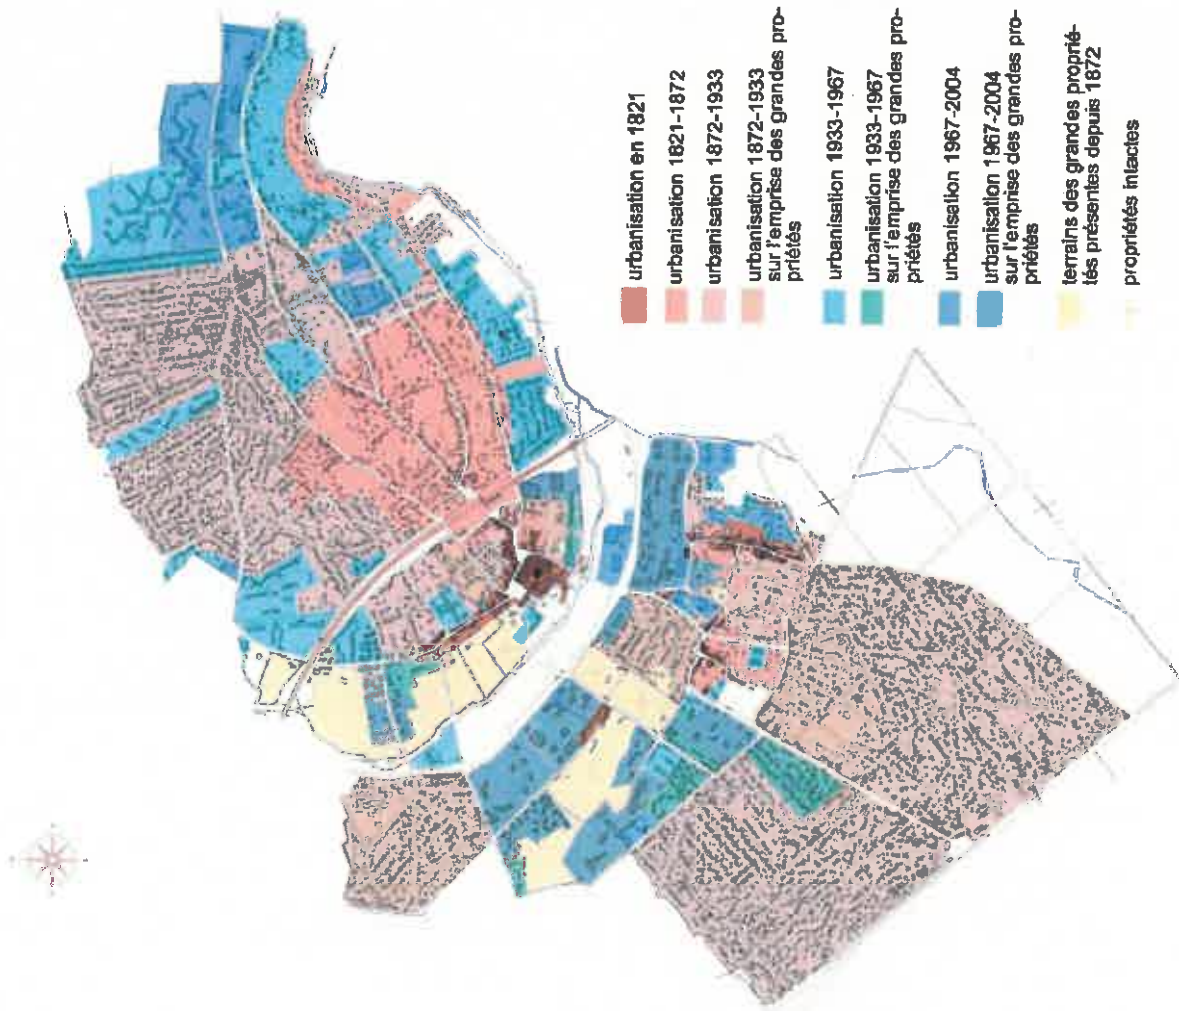 urbanisation en 1821
urbanisation 1821-1872
urbanisation 1872-1933
urbanisation 1872-1933
sur l'emprise des grandes pro-
priétés
urbanisation 1933-1967
urbanisation 1933-1967
sur l'emprise des grandes pro-
priétés
urbanisation 1967-2004
urbanisation 1967-2004
sur l'emprise des grandes pro-
priétés
terrains des grandes proprié-
tés présentes depuis 1872
propriétés intactes